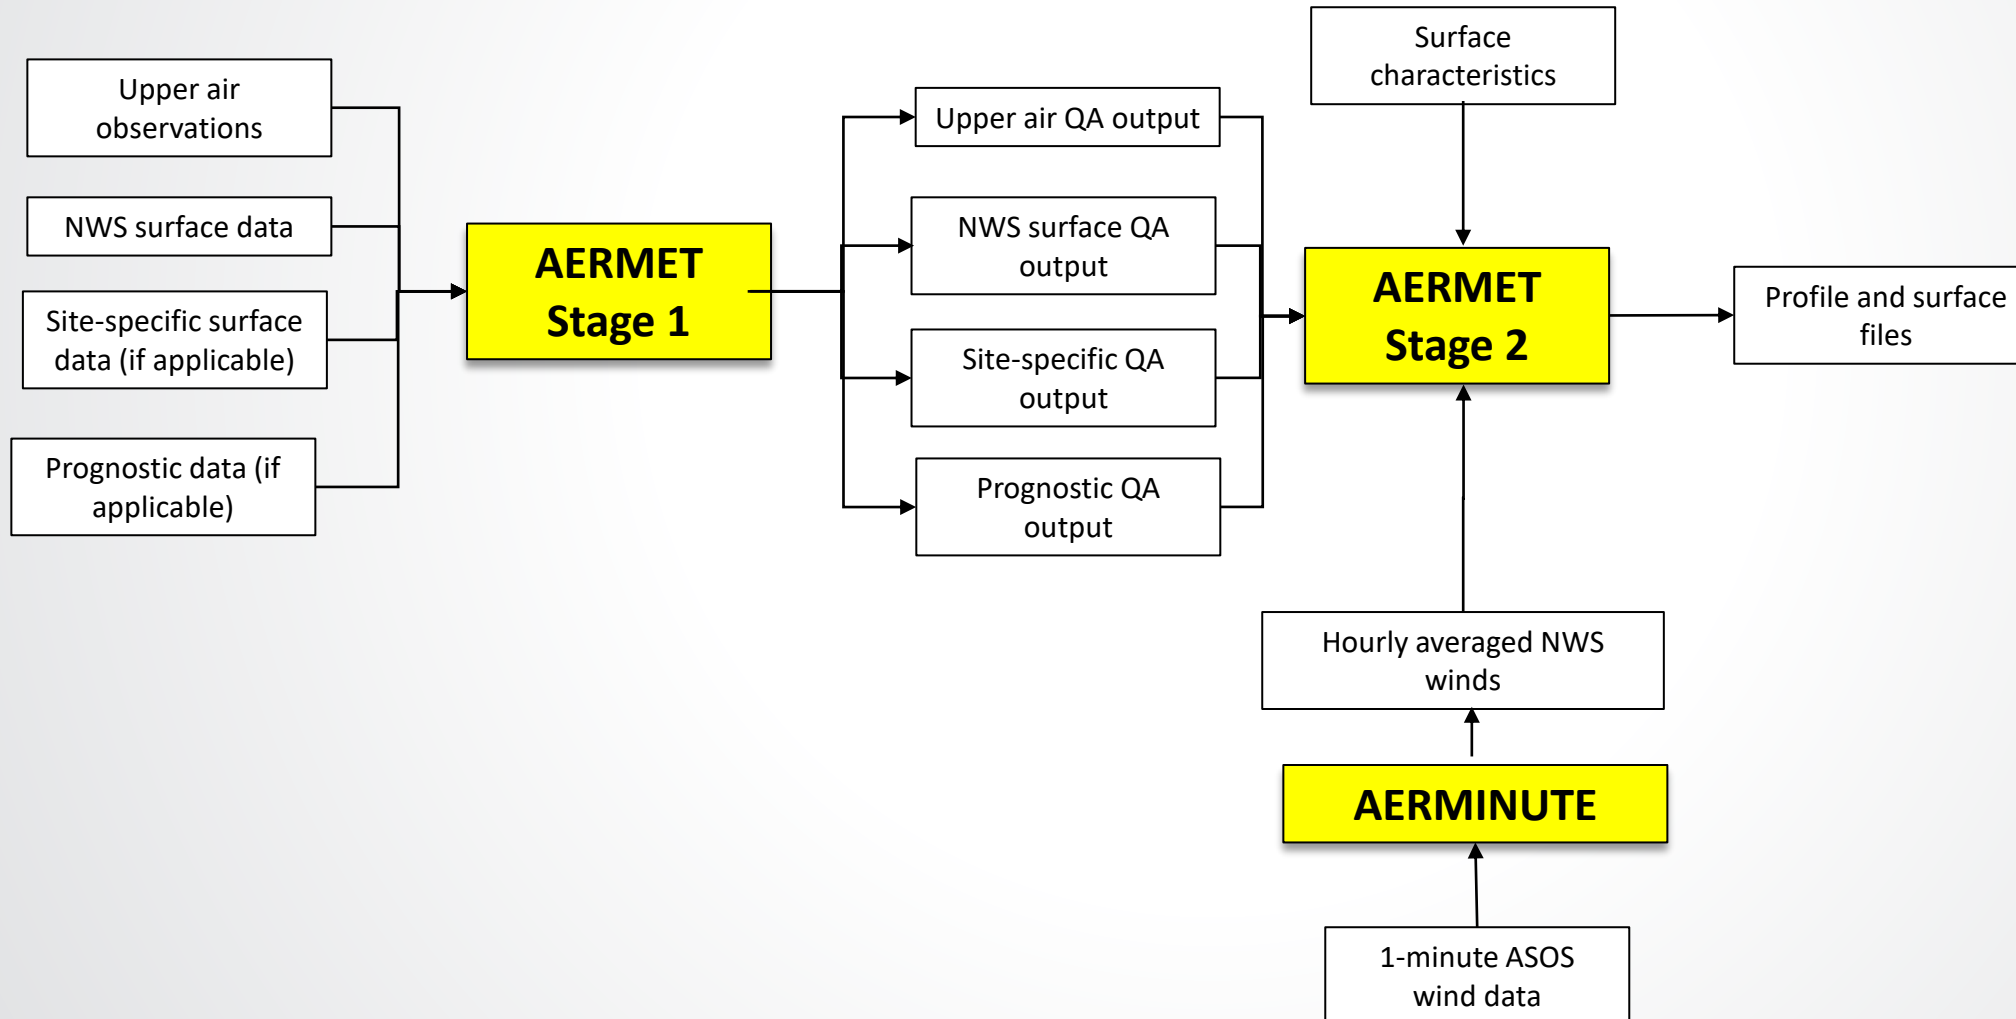 Upper air
observations
NWS surface data
Site-specific surface
data (if applicable)
Prognostic data (if
applicable)
AERMET
Stage 1
Upper air QA output
NWS surface QA
output
Site-specific QA
output
Prognostic QA
output
Surface
characteristics
AERMET
Stage 2
Profile and surface
files
Hourly averaged NWS
winds
AERMINUTE
1-minute ASOS
wind data